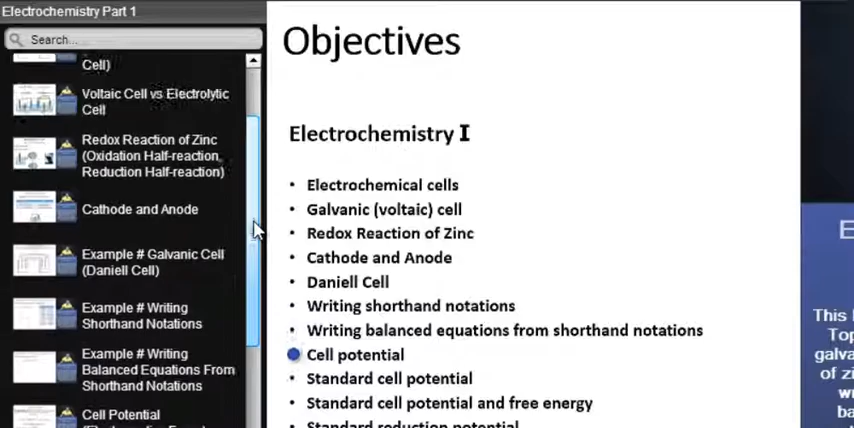 Electrochemistry Part 1
Search...
Cell)
Voltaic Cell vs Electrolytic
Cell
Redox Reaction of Zinc
(Oxidation Half-reaction,
Reduction Half-reaction)
Cathode and Anode
Example # Galvanic Cell
(Daniell Cell)
Example # Writing
Shorthand Notations
Example # Writing
Balanced Equations From
Shorthand Notations
Cell Potential
Objectives
Electrochemistry I
• Electrochemical cells
• Galvanic (voltaic) cell
• Redox Reaction of Zinc
• Cathode and Anode
• Daniell Cell
• Writing shorthand notations
• Writing balanced equations from shorthand notations
Cell potential
• Standard cell potential
• Standard cell potential and free energy
• Standard reduction potential
E
This
Top
galva
of zi
w
ba